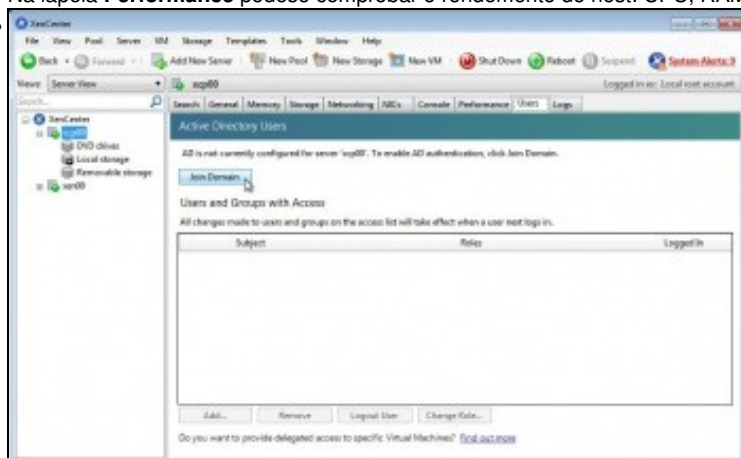 Na lapela Performance podese comprobar o rendemento do host: CPU, RAM
XenCenter
File View Pool Server VM Storage Templates Tools Window Help
Back Forward Add New Server New Pool New Storage New VM Shut Down Reboot Suspend System Alerts: 3
Views: Server View xcp00 Logged in as: Local root account
Search... Search General Memory Storage Networking NICs Console Performance Users Logs
XenCenter
Active Directory Users
xcp00
DVD drives
AD is not currently configured for server 'xcp00'. To enable AD authentication, click Join Domain.
Local storage
Removable storage
Join Domain
xen00
Users and Groups with Access
All changes made to users and groups on the access list will take effect when a user next logs in.
Subject Roles Logged In
Add... Remove Logout User Change Role...
Do you want to provide delegated access to specific Virtual Machines? Find out more